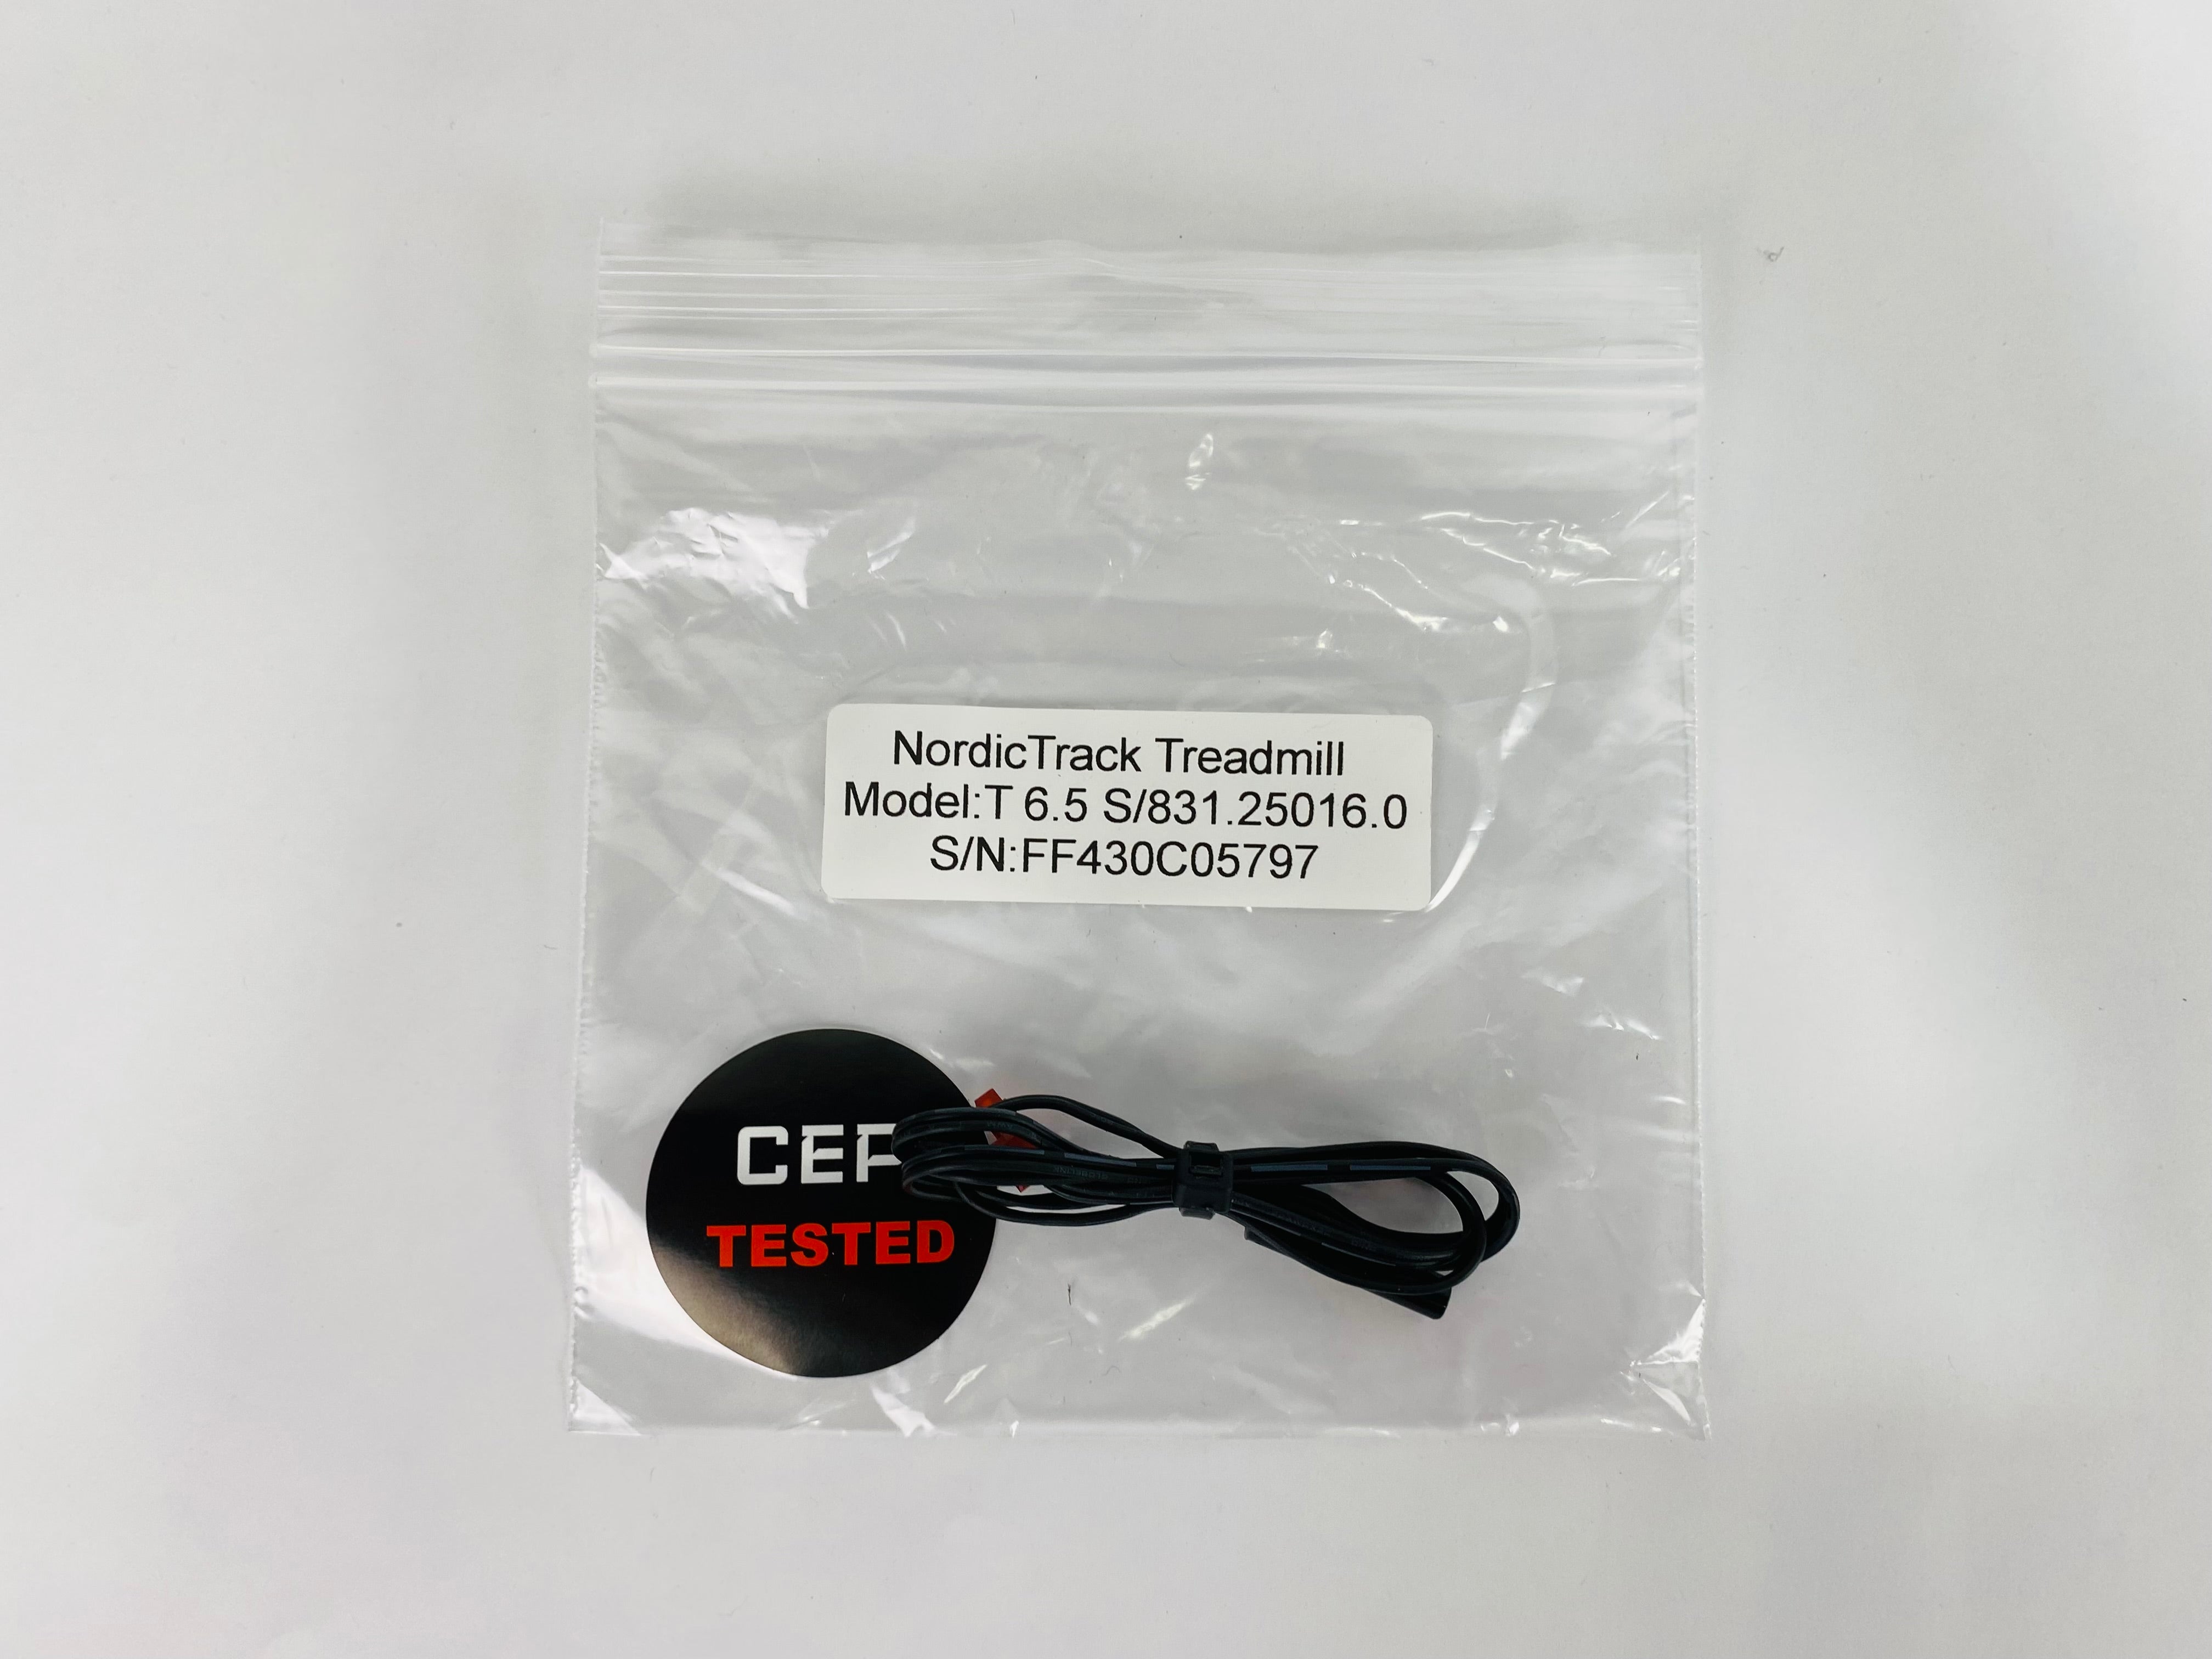 NordicTrack Treadmill
Model:T 6.5 S/831.25016.0
S/N:FF430C05797
TESTED